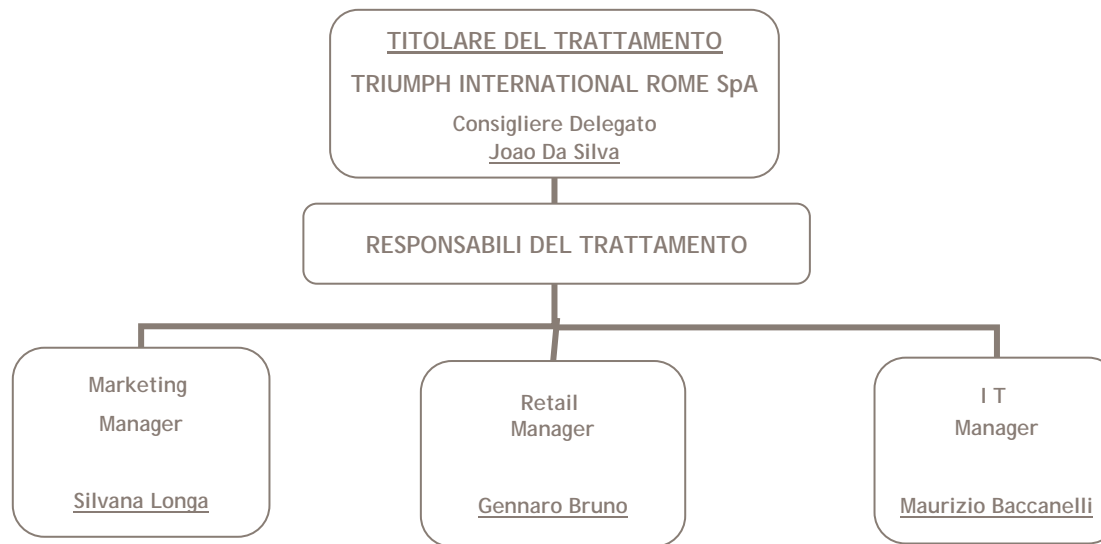 TITOLARE DEL TRATTAMENTO
TRIUMPH INTERNATIONAL ROME SpA
Consigliere Delegato
Joao Da Silva
RESPONSABILI DEL TRATTAMENTO
Marketing
Manager
Silvana Longa
Retail
Manager
Gennaro Bruno
I T
Manager
Maurizio Baccanelli